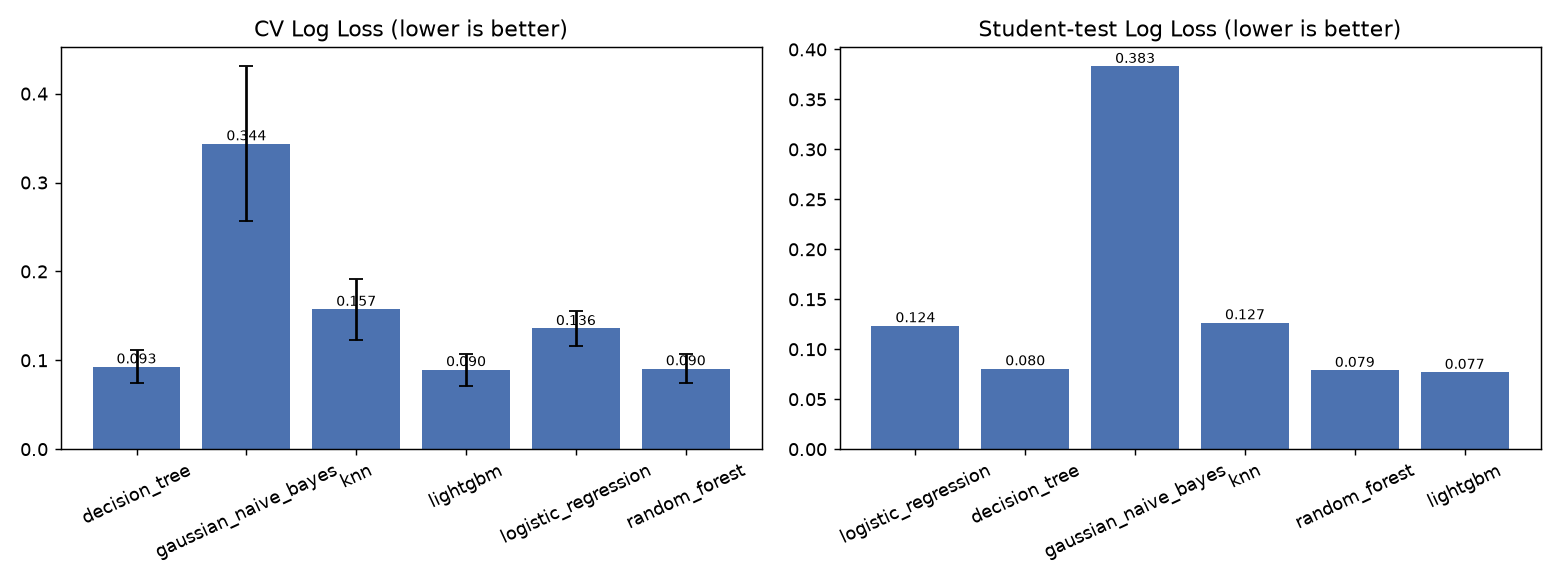 CV Log Loss (lower is better)
0.4
0.3
0.2
0.1
0.0
0.093
0.344
0.157
0.090
0.136
0.090
decision_tree
gaussian_naive_bayes
knn
lightgbm
logistic_regression
random_forest
Student-test Log Loss (lower is better)
0.40
0.35
0.30
0.25
0.20
0.15
0.10
0.05
0.00
0.124
0.080
0.383
0.127
0.079
0.077
logistic_regression
decision_tree
gaussian_naive_bayes
knn
random_forest
lightgbm